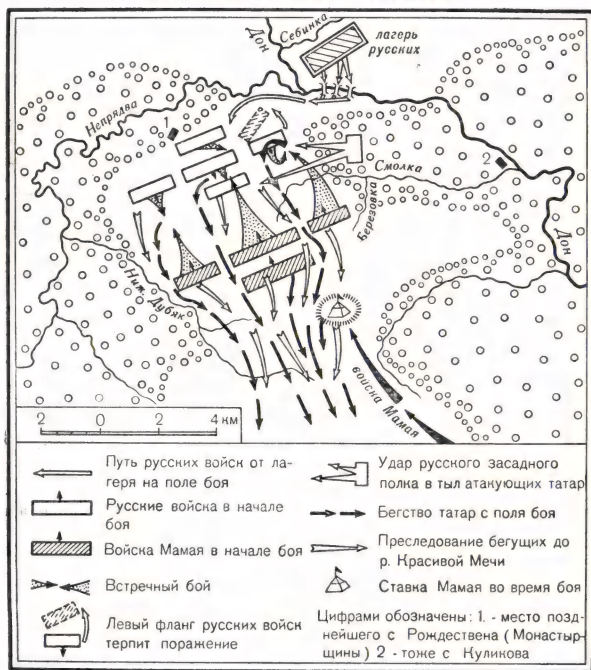 Дон
Себинка
лагерь
русских
Непрядва
1
Смолка
2
Березовка
Дон
Ниж. Дубяк
войска Мамая
2 0 2 4 км
Путь русских войск от ла-
геря на поле боя
Русские войска в начале
боя
Войска Мамая в начале боя
Встречный бой
Левый фланг русских войск
терпит поражение
Удар русского засадного
полка в тыл атакующих татар
Бегство татар с поля боя
Преследование бегущих до
р. Красивой Мечи
Ставка Мамая во время боя
Цифрами обозначены: 1. - место позд-
нейшего с Рождествена (Монастыр-
щины) 2 - тоже с Куликова